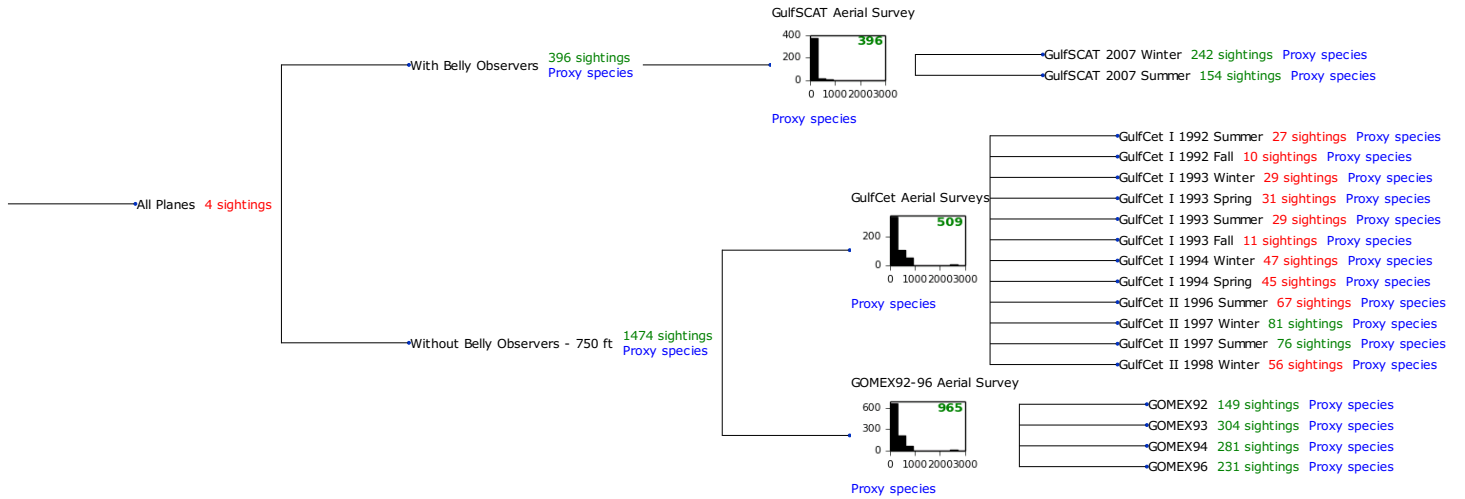 GulfSCAT Aerial Survey
400
200
0
396
0 1000 2000 3000
Proxy species
With Belly Observers 396 sightings
Proxy species
GulfSCAT 2007 Winter 242 sightings Proxy species
GulfSCAT 2007 Summer 154 sightings Proxy species
All Planes 4 sightings
GulfCet I 1992 Summer 27 sightings Proxy species
GulfCet I 1992 Fall 10 sightings Proxy species
GulfCet I 1993 Winter 29 sightings Proxy species
GulfCet I 1993 Spring 31 sightings Proxy species
GulfCet I 1993 Summer 29 sightings Proxy species
GulfCet I 1993 Fall 11 sightings Proxy species
GulfCet I 1994 Winter 47 sightings Proxy species
GulfCet I 1994 Spring 45 sightings Proxy species
GulfCet II 1996 Summer 67 sightings Proxy species
GulfCet II 1997 Winter 81 sightings Proxy species
GulfCet II 1997 Summer 76 sightings Proxy species
GulfCet II 1998 Winter 56 sightings Proxy species
GulfCet Aerial Surveys
509
200
0
0 1000 2000 3000
Proxy species
Without Belly Observers - 750 ft 1474 sightings
Proxy species
GOMEX92-96 Aerial Survey
600
300
0
965
0 1000 2000 3000
Proxy species
GOMEX92 149 sightings Proxy species
GOMEX93 304 sightings Proxy species
GOMEX94 281 sightings Proxy species
GOMEX96 231 sightings Proxy species